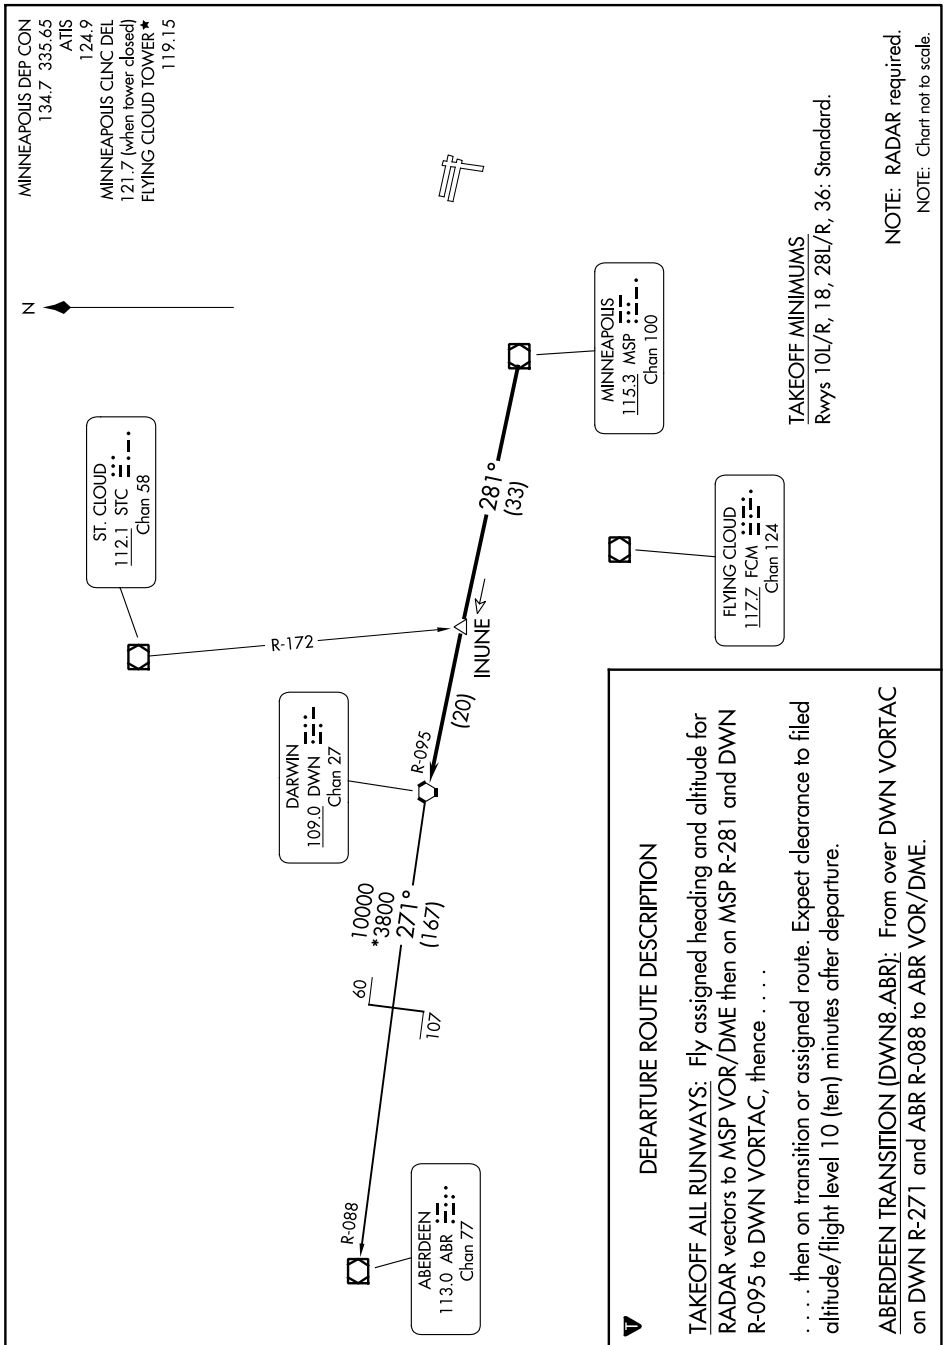 MINNEAPOLIS DEP CON
134.7 335.65
ATIS
124.9
MINNEAPOLIS CLNC DEL
121.7 (when tower closed)
FLYING CLOUD TOWER★
119.15
N
ST. CLOUD
112.1 STC
Chan 58
R-172
DARWIN
109.0 DWN
Chan 27
R-095
(20)
INUNE
281°
(33)
MINNEAPOLIS
115.3 MSP
Chan 100
FLYING CLOUD
117.7 FCM
Chan 124
10000
*3800
271°
(167)
60
107
R-088
ABERDEEN
113.0 ABR
Chan 77
TAKEOFF MINIMUMS
Rwys 10L/R, 18, 28L/R, 36: Standard.
NOTE: RADAR required.
NOTE: Chart not to scale.
T
DEPARTURE ROUTE DESCRIPTION
TAKEOFF ALL RUNWAYS: Fly assigned heading and altitude for
RADAR vectors to MSP VOR/DME then on MSP R-281 and DWN
R-095 to DWN VORTAC, thence . . . .
. . . . then on transition or assigned route. Expect clearance to filed
altitude/flight level 10 (ten) minutes after departure.
ABERDEEN TRANSITION (DWN8.ABR): From over DWN VORTAC
on DWN R-271 and ABR R-088 to ABR VOR/DME.